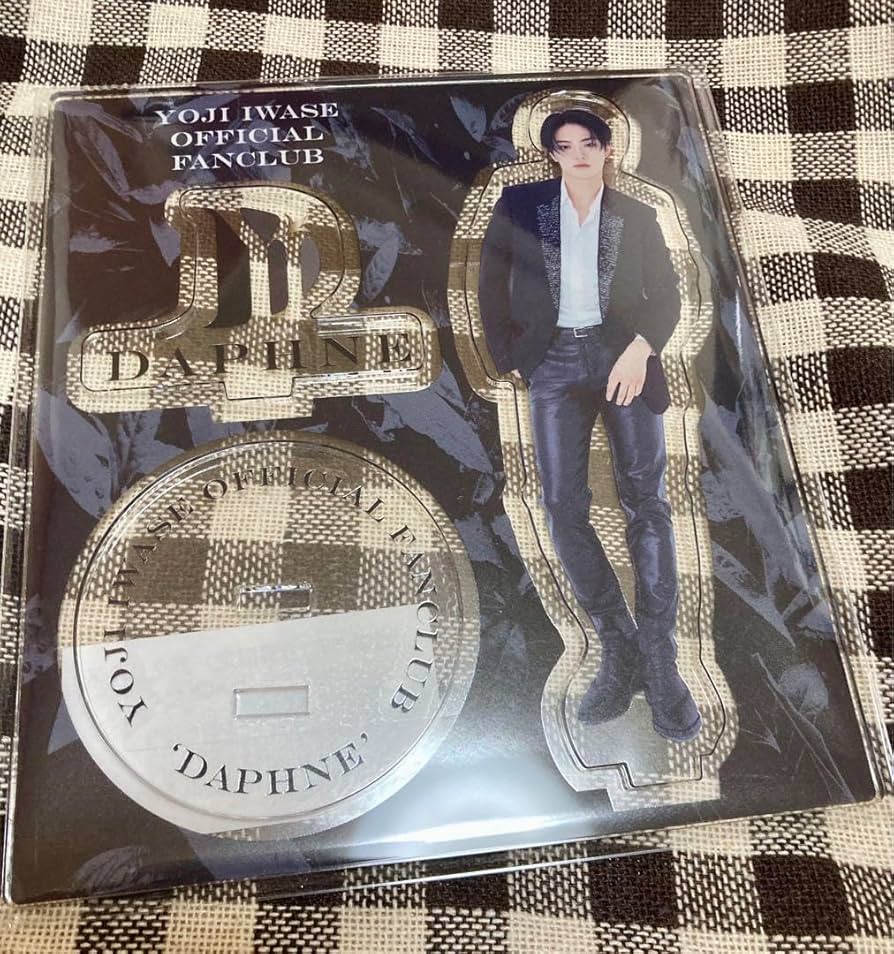 YOJI IWASE
OFFICIAL
FANCLUB
DAPHNE
YOJI IWASE OFFICIAL FANCLUB
'DAPHNE'